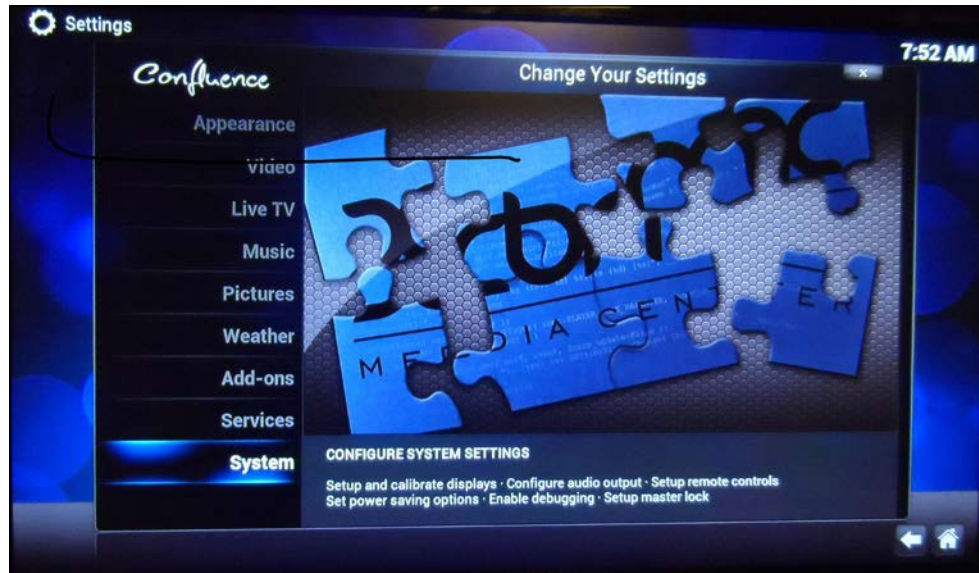 Settings
7:52 AM
Confluence
Change Your Settings
Appearance
Video
Live TV
Music
Pictures
Weather
Add-ons
Services
System
MEDIA CENTER
CONFIGURE SYSTEM SETTINGS
Setup and calibrate displays · Configure audio output · Setup remote controls
Set power saving options · Enable debugging · Setup master lock